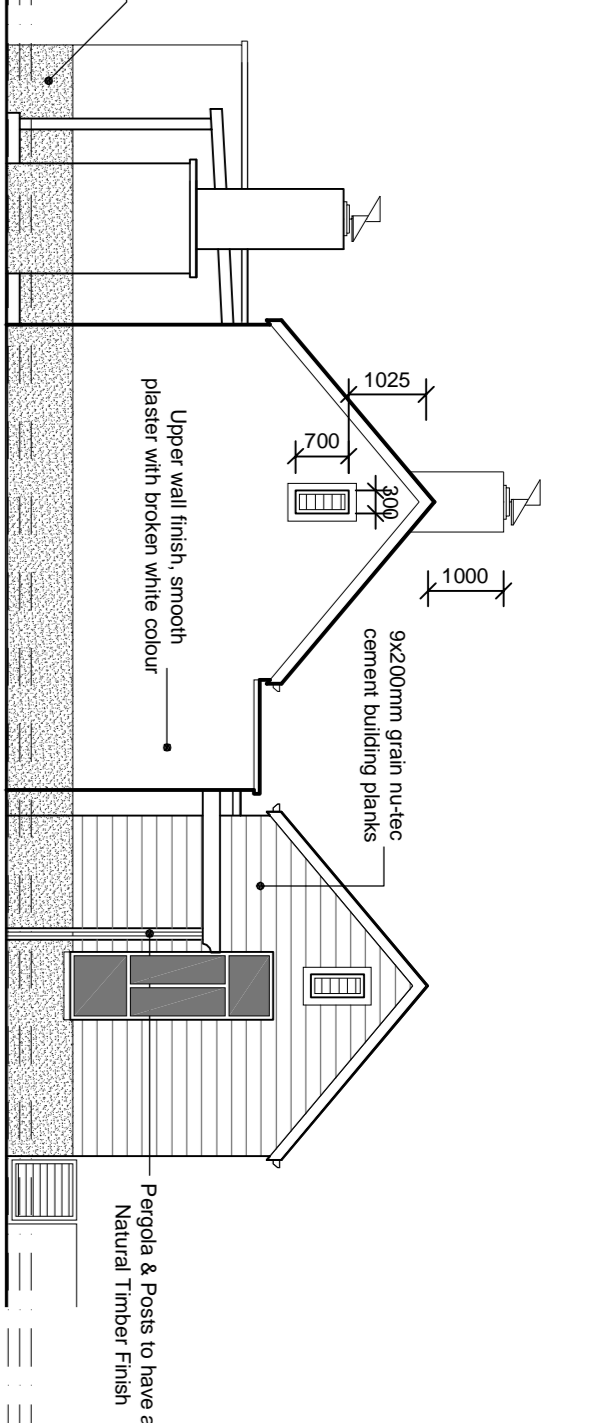 1025
700
300
1000
Upper wall finish, smooth
plaster with broken white colour
9x200mm grain nu-tec
cement building planks
Pergola & Posts to have a
Natural Timber Finish